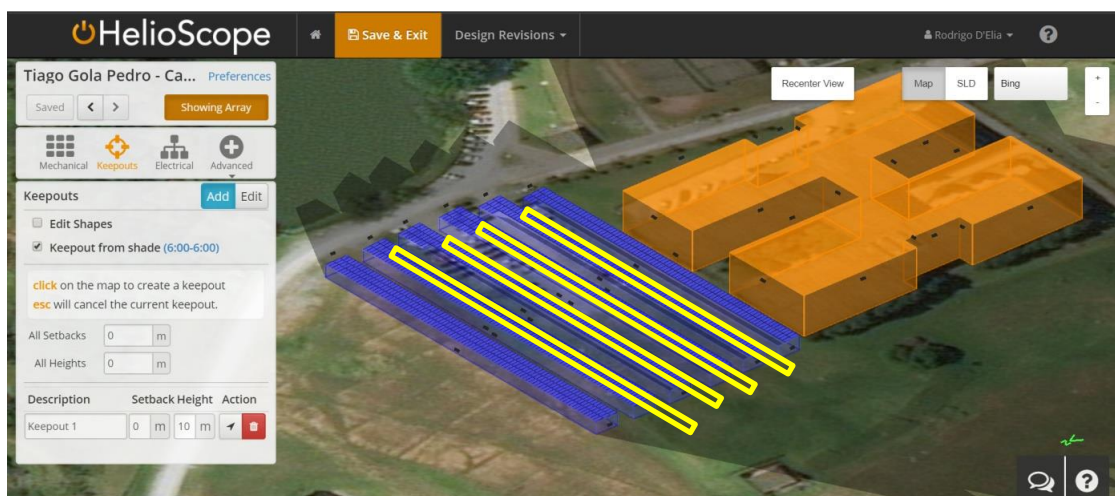 HelioScope
Save & Exit
Design Revisions
Rodrigo D'Elia
?
Tiago Gola Pedro - Ca... Preferences
Saved < > Showing Array
Recenter View
Map SLD Bing
+
-
Mechanical Keepouts Electrical Advanced
Keepouts Add Edit
Edit Shapes
Keepout from shade (6:00-6:00)
click on the map to create a keepout
esc will cancel the current keepout.
All Setbacks 0 m
All Heights 0 m
Description Setback Height Action
Keepout 1 0 m 10 m
?